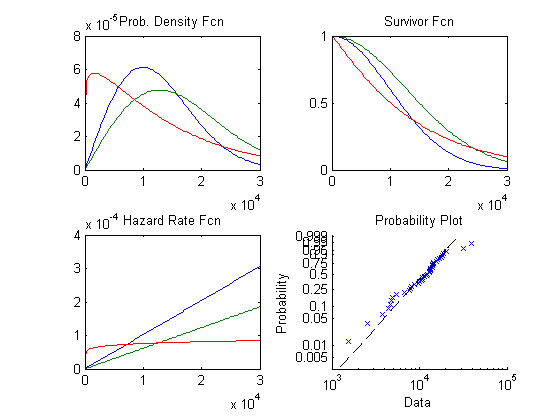 x 10^-5 Prob. Density Fcn
8
6
4
2
0
0 1 2 3
x 10^4
Survivor Fcn
1
0.5
0
0 1 2 3
x 10^4
x 10^-4 Hazard Rate Fcn
4
3
2
1
0
0 1 2 3
x 10^4
Probability Plot
0.999
0.75
0.5
0.25
0.1
0.05
0.01
0.005
Probability
10^3 10^4 10^5
Data